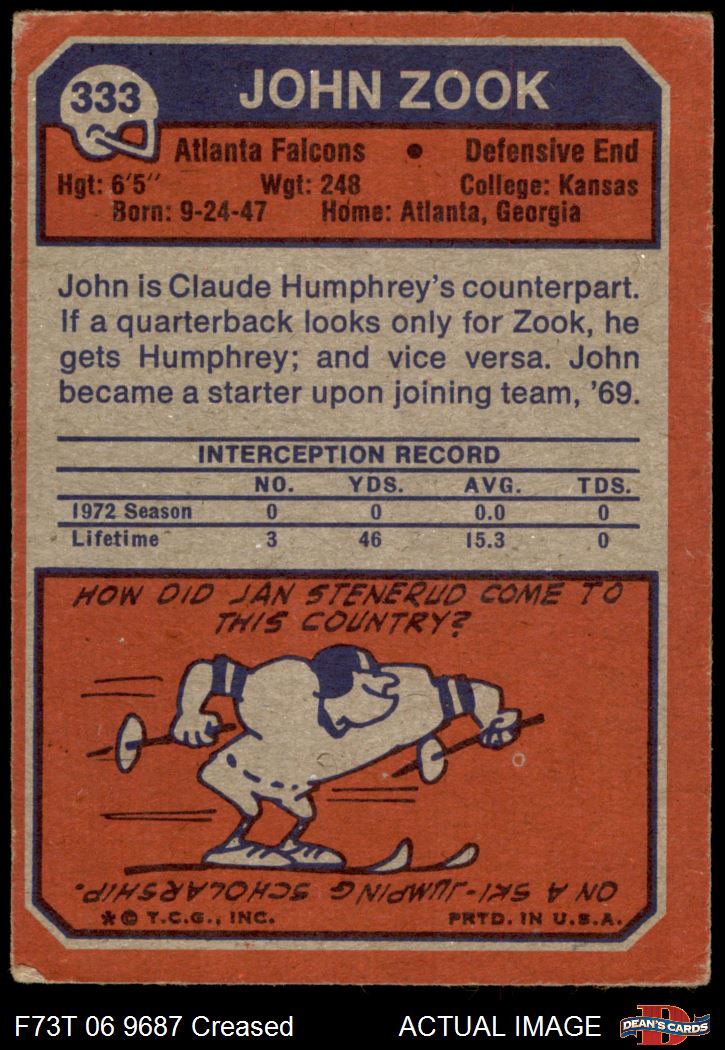 333
JOHN ZOOK
Atlanta Falcons • Defensive End
Hgt: 6'5" Wgt: 248 College: Kansas
Born: 9-24-47 Home: Atlanta, Georgia
John is Claude Humphrey's counterpart.
If a quarterback looks only for Zook, he
gets Humphrey; and vice versa. John
became a starter upon joining team, '69.
INTERCEPTION RECORD
NO. YDS. AVG. TDS.
1972 Season 0 0 0.0 0
Lifetime 3 46 15.3 0
HOW DID JAN STENERUD COME TO
THIS COUNTRY?
ON A SKI-JUMPING SCHOLARSHIP.
* © T.C.G., INC. PRTD. IN U.S.A.
F73T 06 9687 Creased ACTUAL IMAGE
D
DEAN'S CARDS